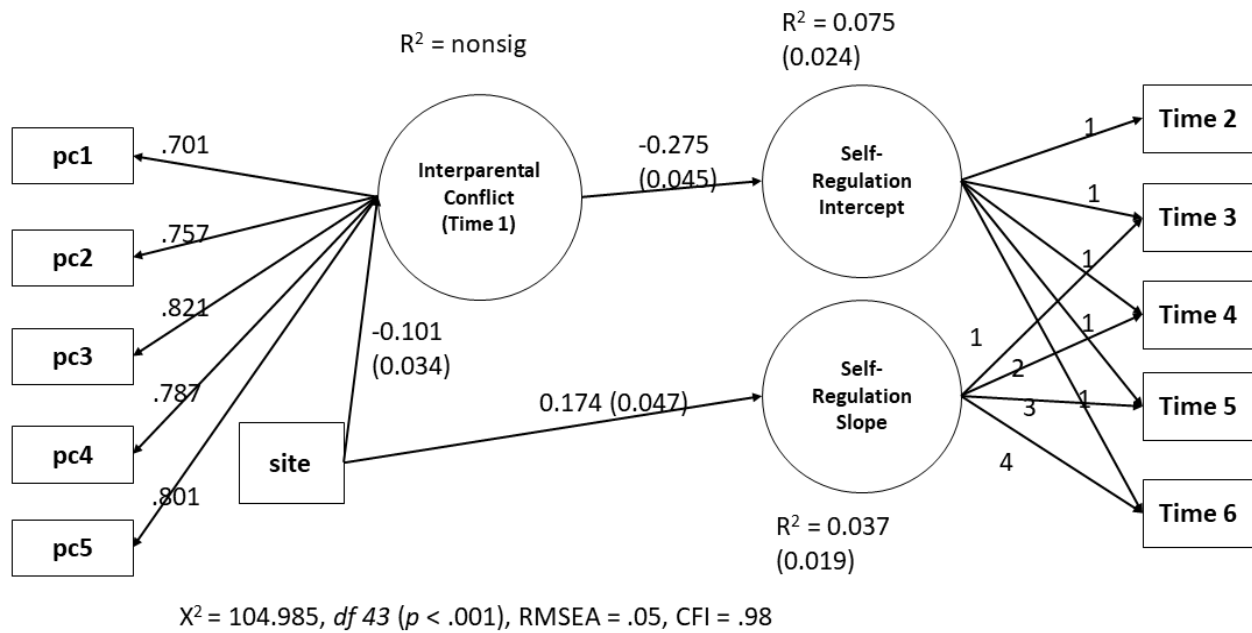 R² = nonsig
R² = 0.075
(0.024)
Interparental
Conflict
(Time 1)
Self-
Regulation
Intercept
Self-
Regulation
Slope
pc1
pc2
pc3
pc4
pc5
.701
.757
.821
.787
.801
site
-0.101
(0.034)
-0.275
(0.045)
0.174 (0.047)
1
1
1
1
1
1
2
3
4
Time 2
Time 3
Time 4
Time 5
Time 6
R² = 0.037
(0.019)
X² = 104.985, df 43 (p < .001), RMSEA = .05, CFI = .98